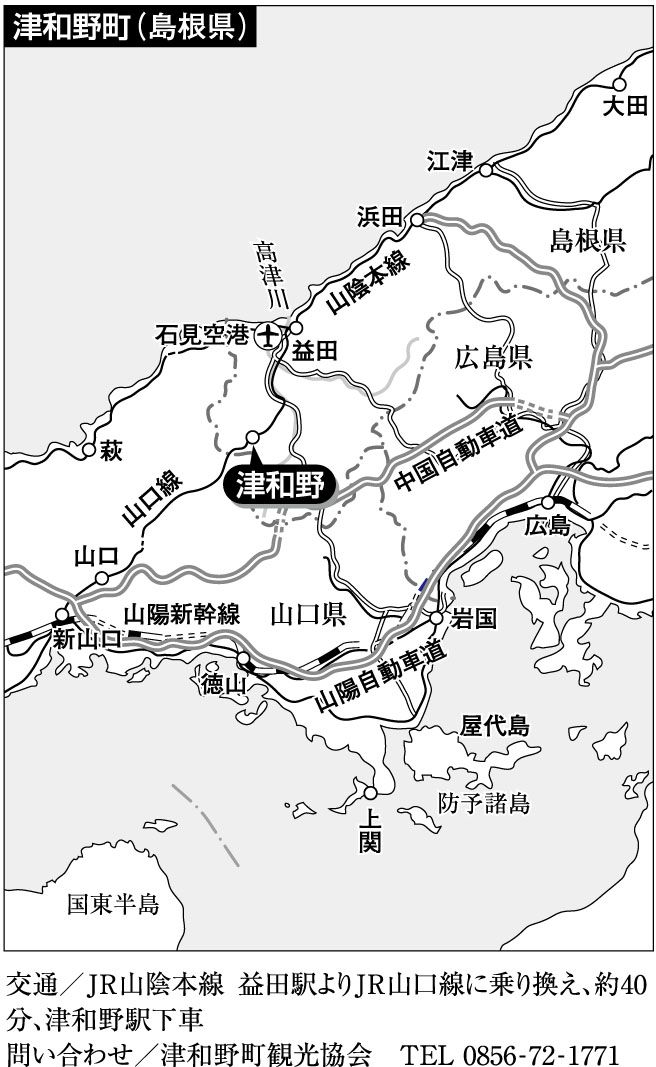 津和野町(島根県)
大田
江津
浜田
島根県
高津川
山陰本線
石見空港
益田
広島県
萩
津和野
中国自動車道
山口線
広島
山口
山陽新幹線
山口県
岩国
新山口
徳山
山陽自動車道
屋代島
防予諸島
上関
国東半島
交通/JR山陰本線 益田駅よりJR山口線に乗り換え、約40
分、津和野駅下車
問い合わせ/津和野町観光協会 TEL 0856-72-1771